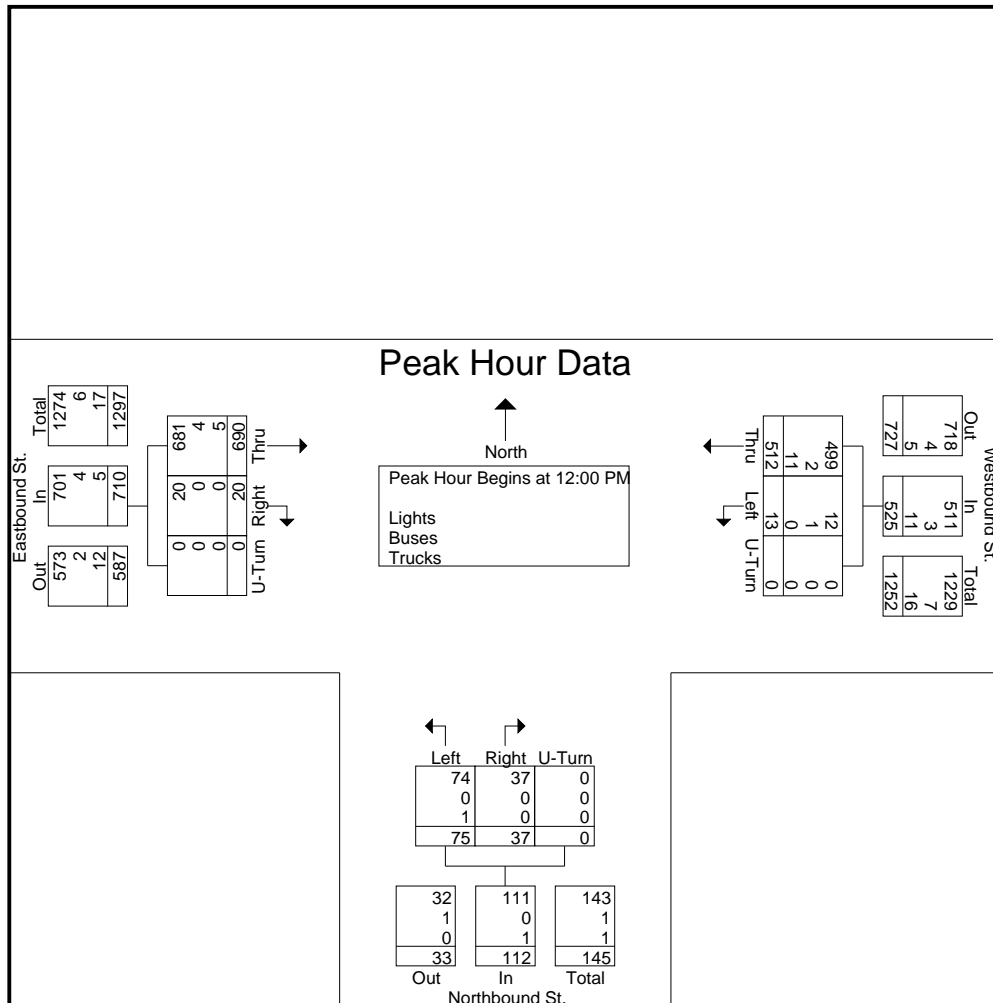 Peak Hour Data
North
Peak Hour Begins at 12:00 PM
Lights
Buses
Trucks
Eastbound St.
Out In Total
573 701 1274
2 4 6
12 5 17
587 710 1297
U-Turn Right Thru
0 20 681
0 0 4
0 0 5
0 20 690
Westbound St.
Out In Total
718 511 1229
4 3 7
5 11 16
727 525 1252
Thru Left U-Turn
499 12 0
2 1 0
11 0 0
512 13 0
Left Right U-Turn
74 37 0
0 0 0
1 0 0
75 37 0
32 111 143
1 0 1
0 1 1
33 112 145
Out In Total
Northbound St.